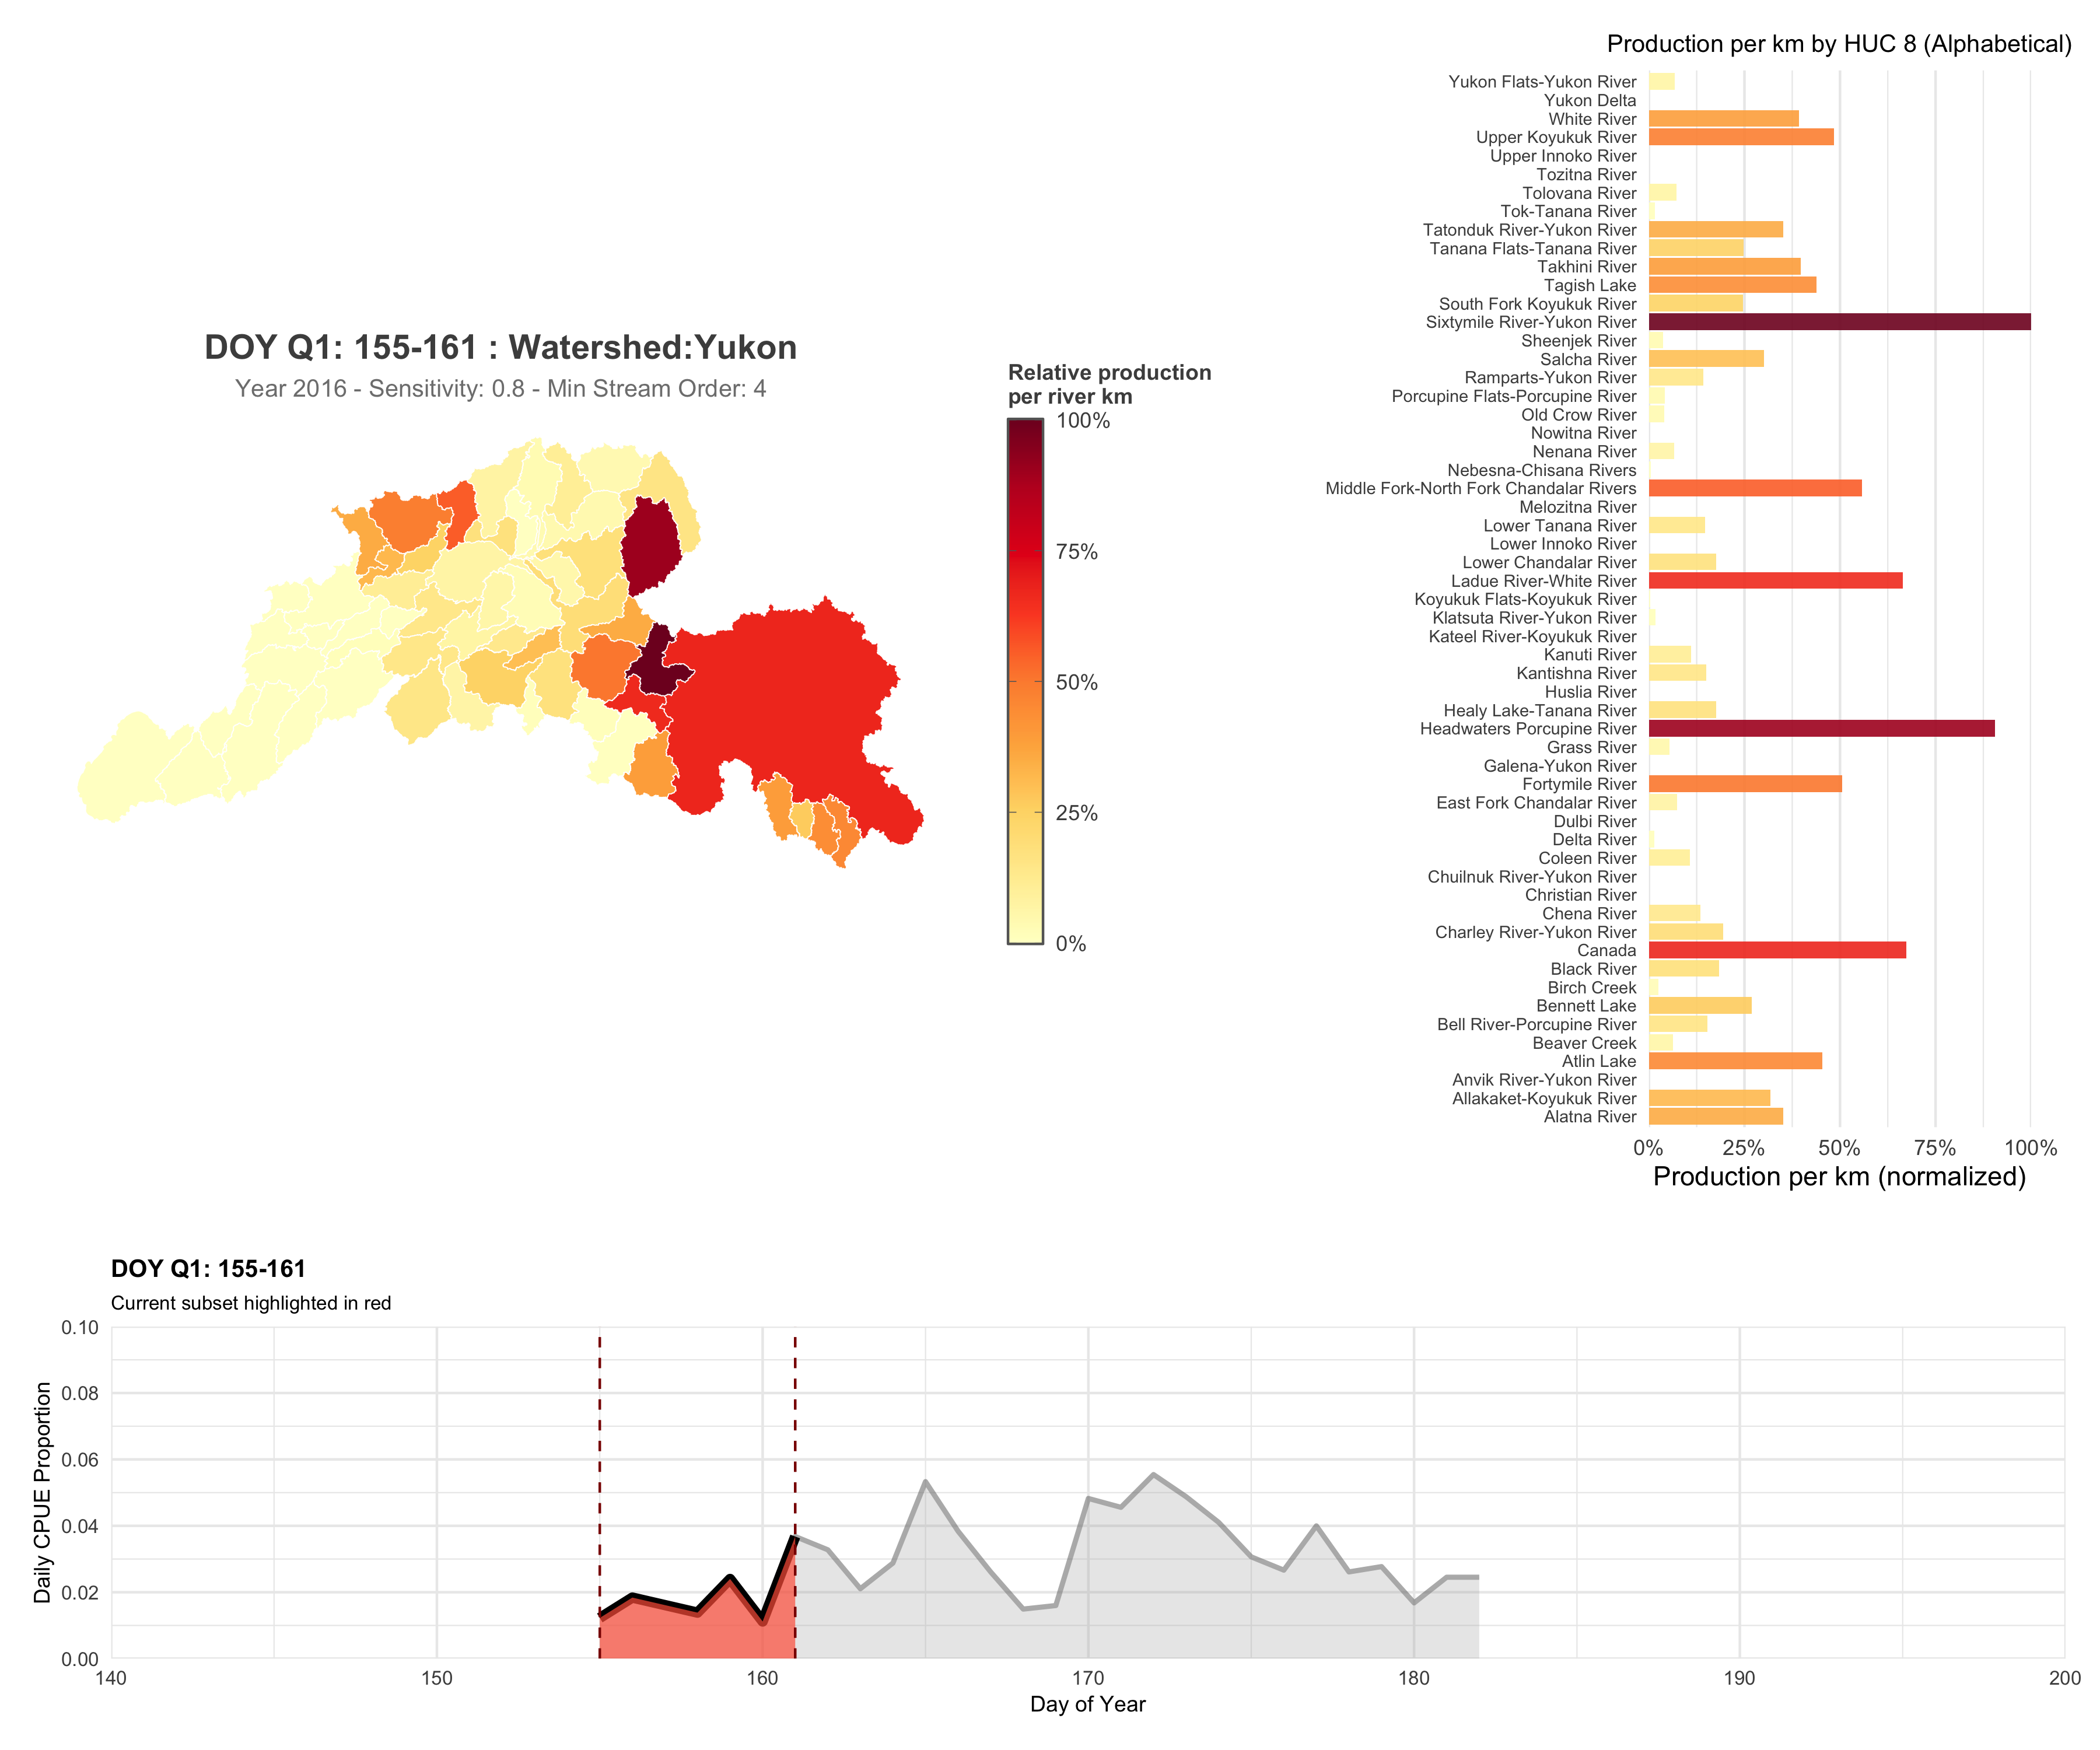 Production per km by HUC 8 (Alphabetical)
Yukon Flats-Yukon River
Yukon Delta
White River
Upper Koyukuk River
Upper Innoko River
Tozitna River
Tolovana River
Tok-Tanana River
Tatonduk River-Yukon River
Tanana Flats-Tanana River
Takhini River
Tagish Lake
South Fork Koyukuk River
Sixtymile River-Yukon River
Sheenjek River
Salcha River
Ramparts-Yukon River
Porcupine Flats-Porcupine River
Old Crow River
Nowitna River
Nenana River
Nebesna-Chisana Rivers
Middle Fork-North Fork Chandalar Rivers
Melozitna River
Lower Tanana River
Lower Innoko River
Lower Chandalar River
Ladue River-White River
Koyukuk Flats-Koyukuk River
Klatsuta River-Yukon River
Kateel River-Koyukuk River
Kanuti River
Kantishna River
Huslia River
Healy Lake-Tanana River
Headwaters Porcupine River
Grass River
Galena-Yukon River
Fortymile River
East Fork Chandalar River
Dulbi River
Delta River
Coleen River
Chuilnuk River-Yukon River
Christian River
Chena River
Charley River-Yukon River
Canada
Black River
Birch Creek
Bennett Lake
Bell River-Porcupine River
Beaver Creek
Atlin Lake
Anvik River-Yukon River
Allakaket-Koyukuk River
Alatna River
0% 25% 50% 75% 100%
Production per km (normalized)
DOY Q1: 155-161 : Watershed:Yukon
Year 2016 - Sensitivity: 0.8 - Min Stream Order: 4
Relative production
per river km
100%
75%
50%
25%
0%
DOY Q1: 155-161
Current subset highlighted in red
Daily CPUE Proportion
0.10
0.08
0.06
0.04
0.02
0.00
140 150 160 170 180 190 200
Day of Year